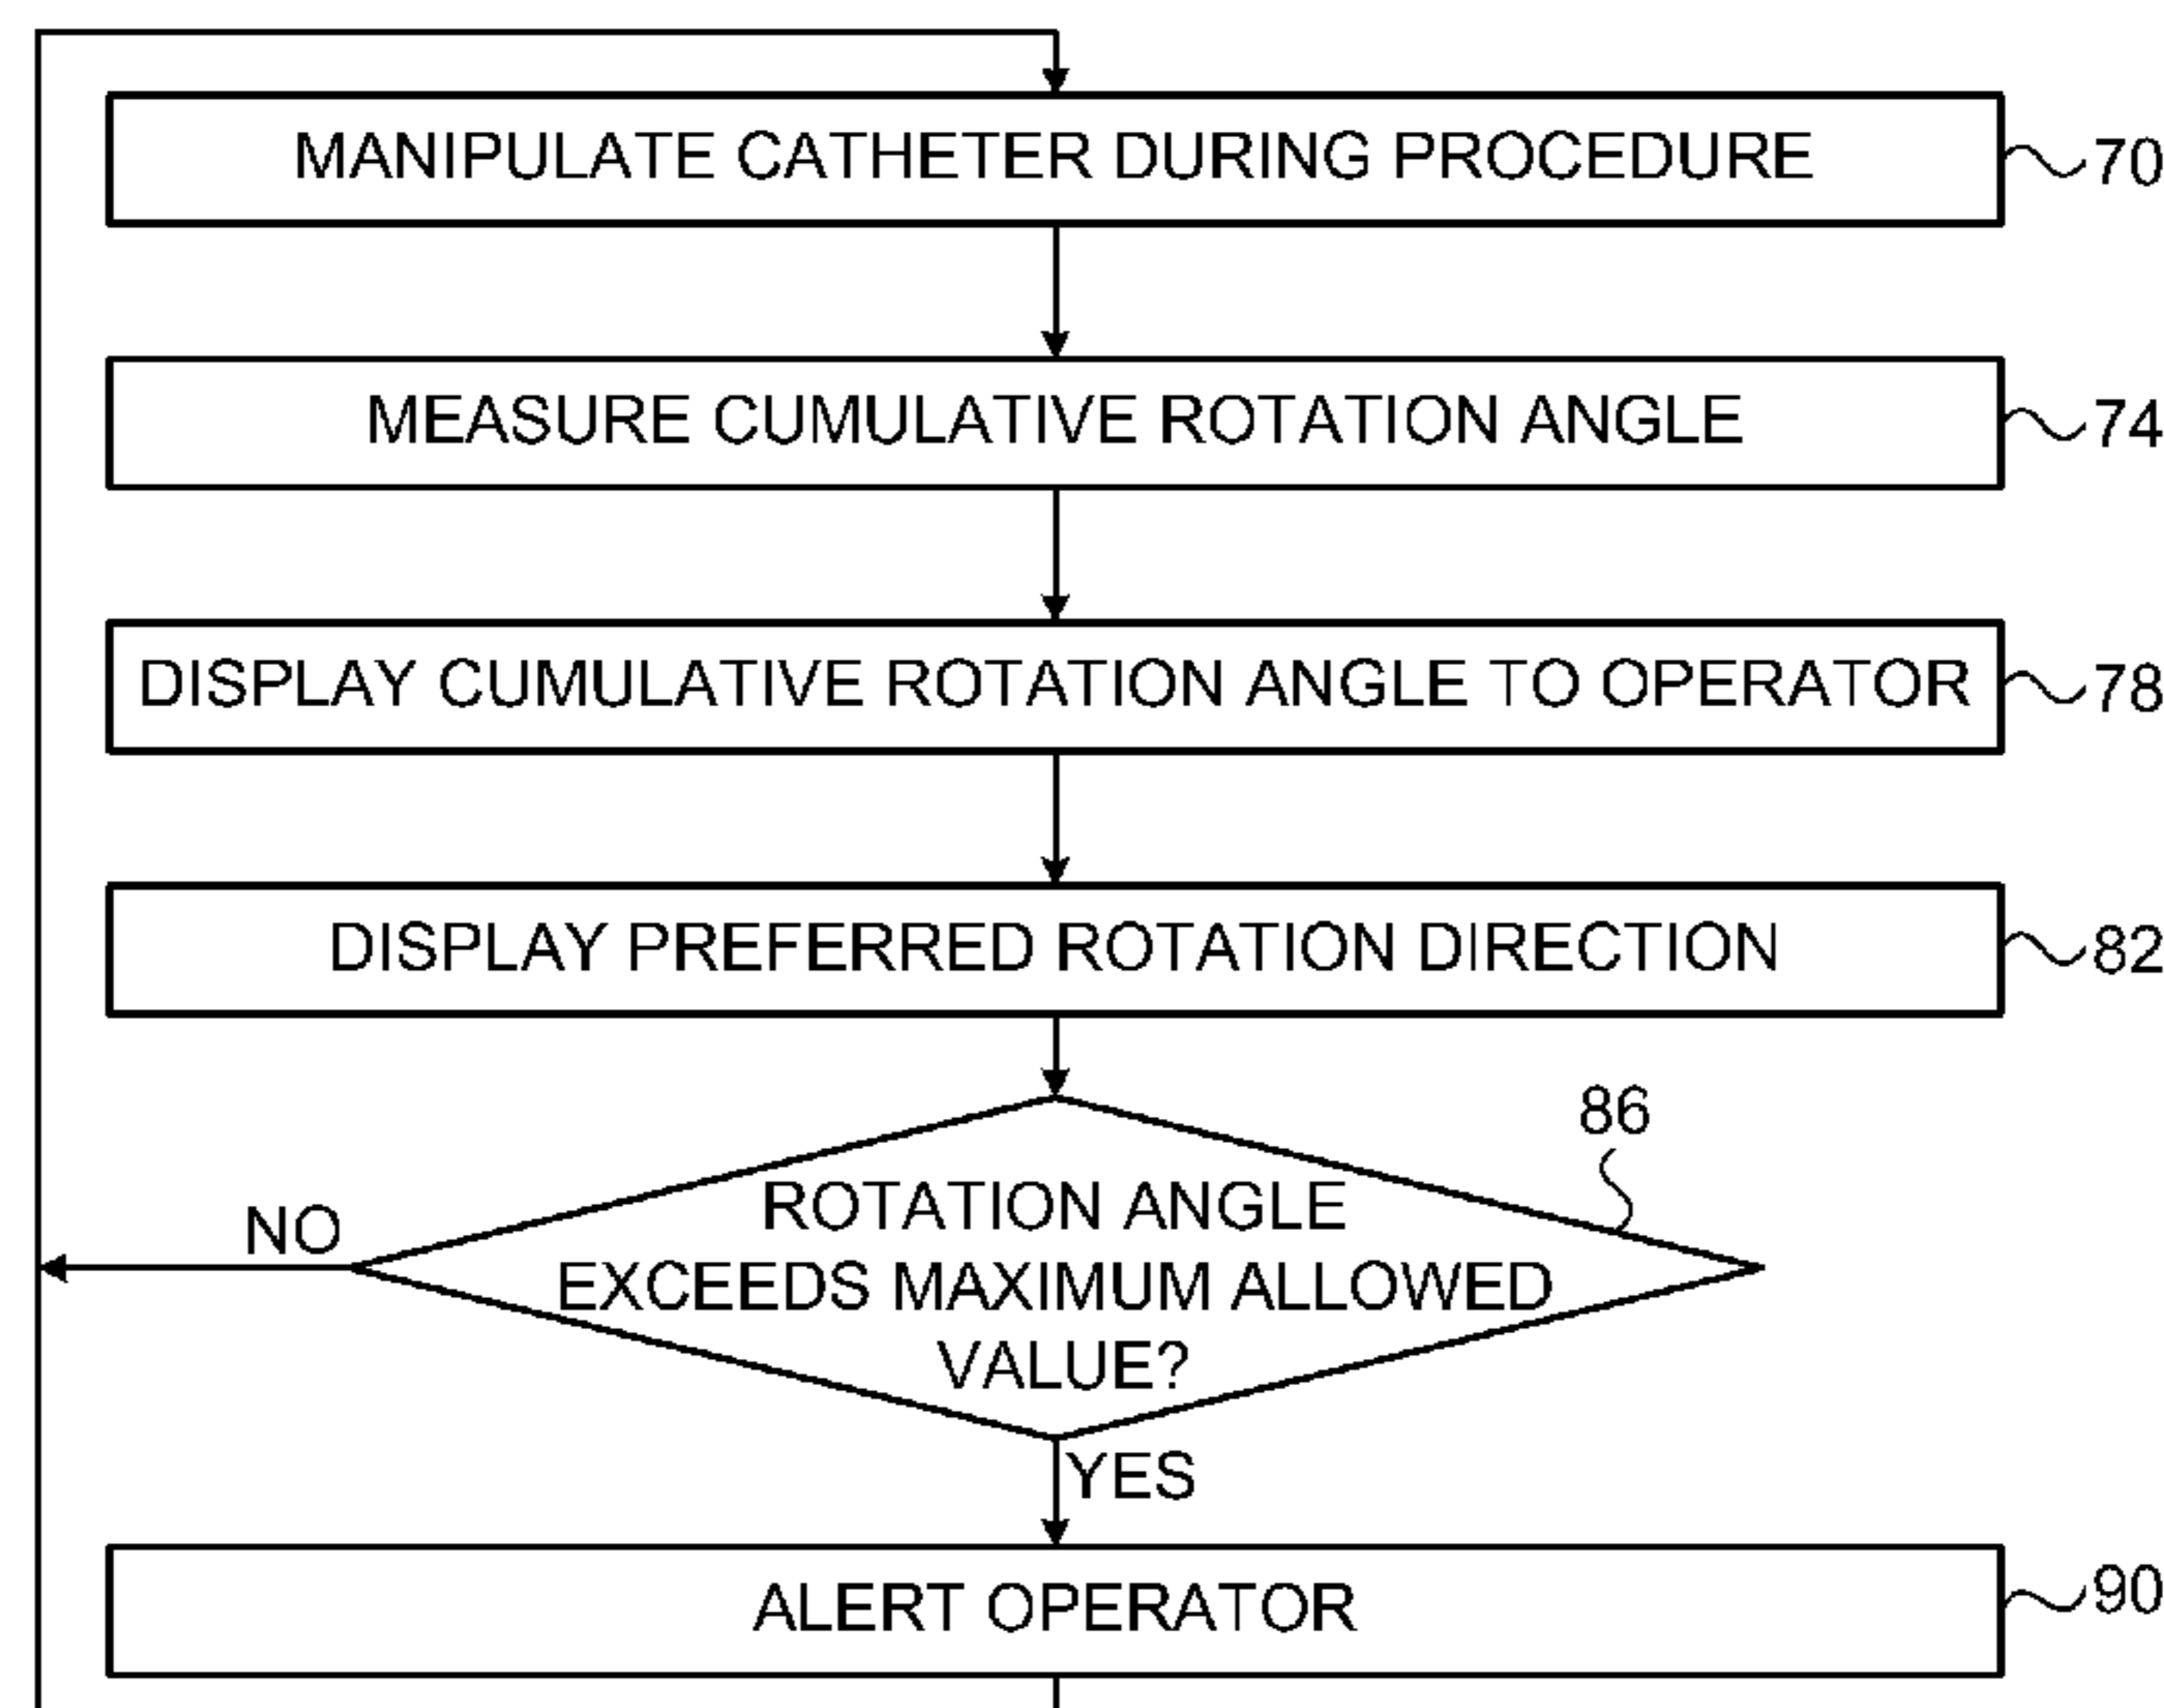 MANIPULATE CATHETER DURING PROCEDURE
70
MEASURE CUMULATIVE ROTATION ANGLE
74
DISPLAY CUMULATIVE ROTATION ANGLE TO OPERATOR
78
DISPLAY PREFERRED ROTATION DIRECTION
82
86
NO
ROTATION ANGLE
EXCEEDS MAXIMUM ALLOWED
VALUE?
YES
ALERT OPERATOR
90